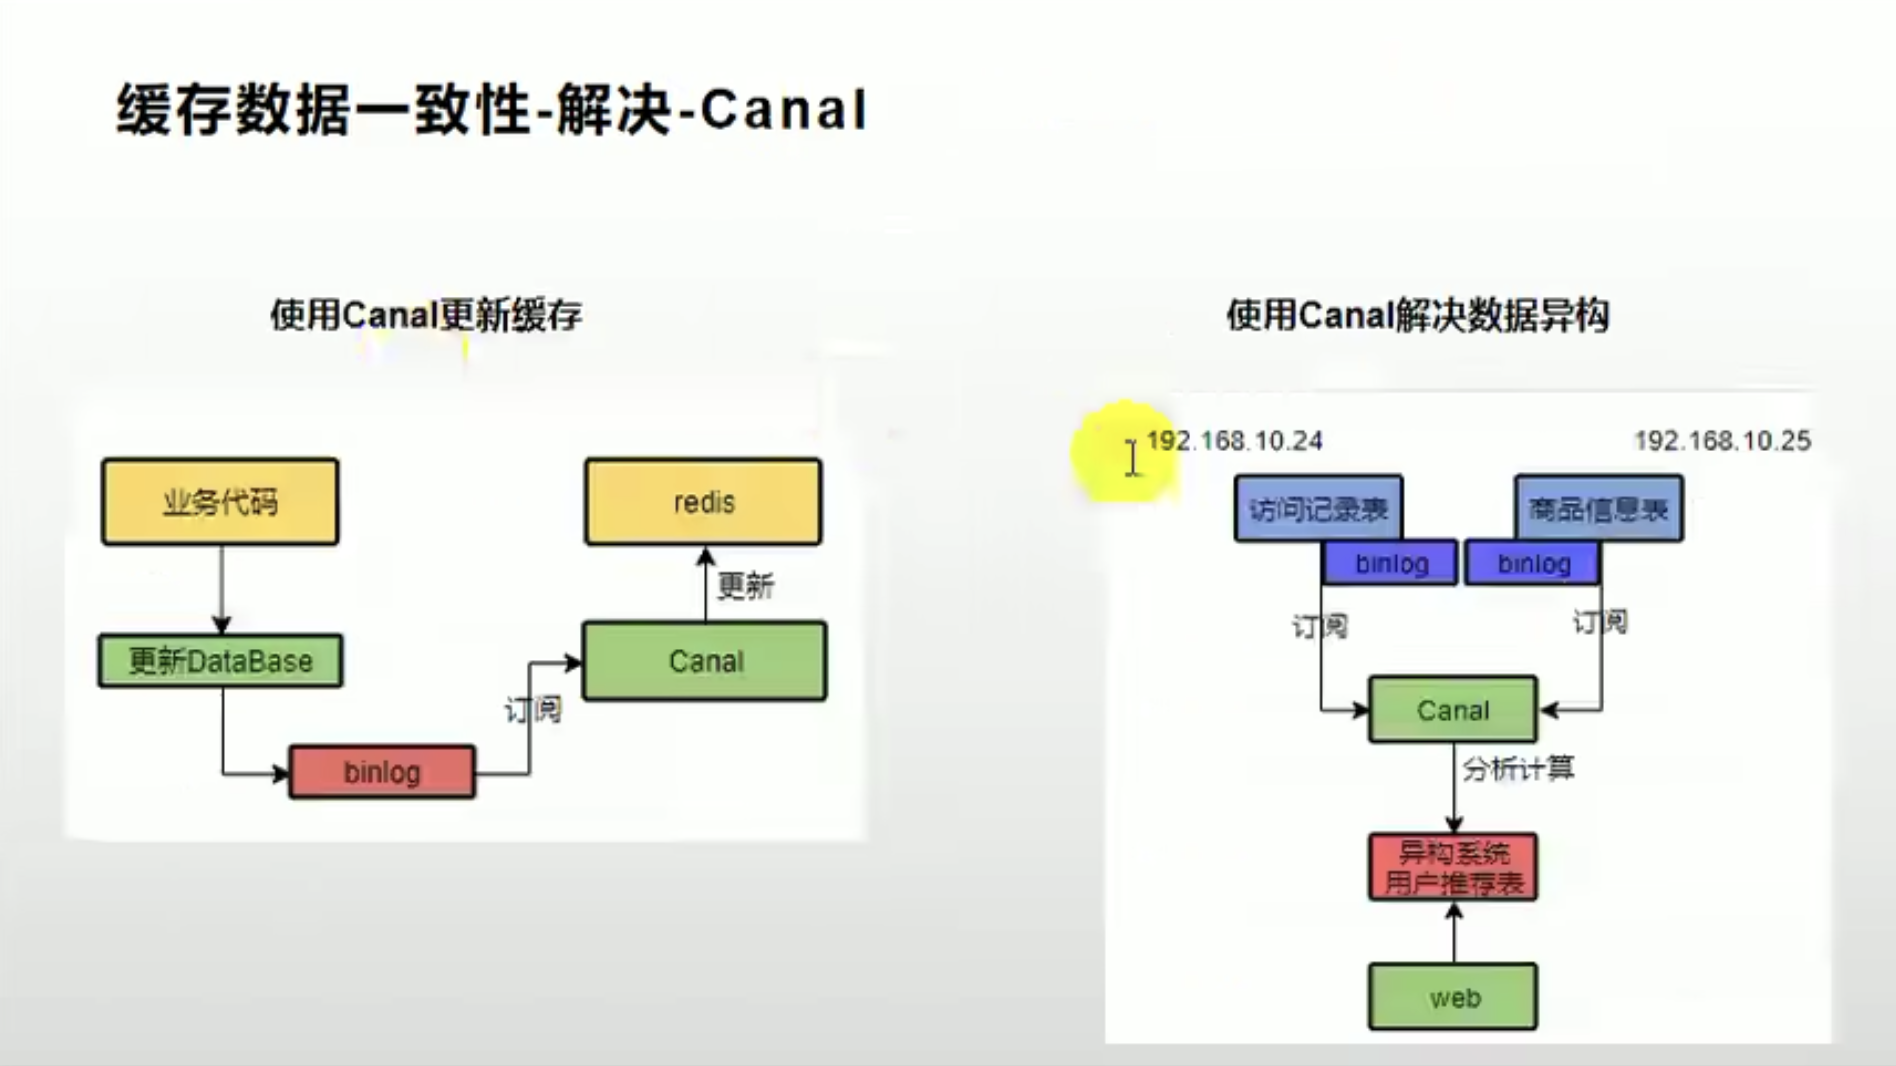 缓存数据一致性-解决-Canal
使用Canal更新缓存
业务代码
redis
更新
更新DataBase
Canal
订阅
binlog
使用Canal解决数据异构
192.168.10.24
192.168.10.25
访问记录表
商品信息表
binlog
binlog
订阅
订阅
Canal
分析计算
异构系统
用户推荐表
web